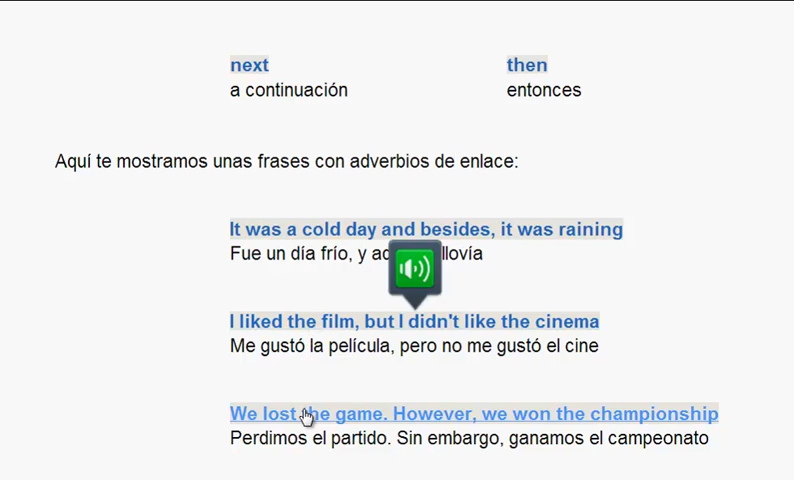 next then
a continuación entonces
Aquí te mostramos unas frases con adverbios de enlace:
It was a cold day and besides, it was raining
Fue un día frío, y llovía
I liked the film, but I didn't like the cinema
Me gustó la película, pero no me gustó el cine
We lost the game. However, we won the championship
Perdimos el partido. Sin embargo, ganamos el campeonato